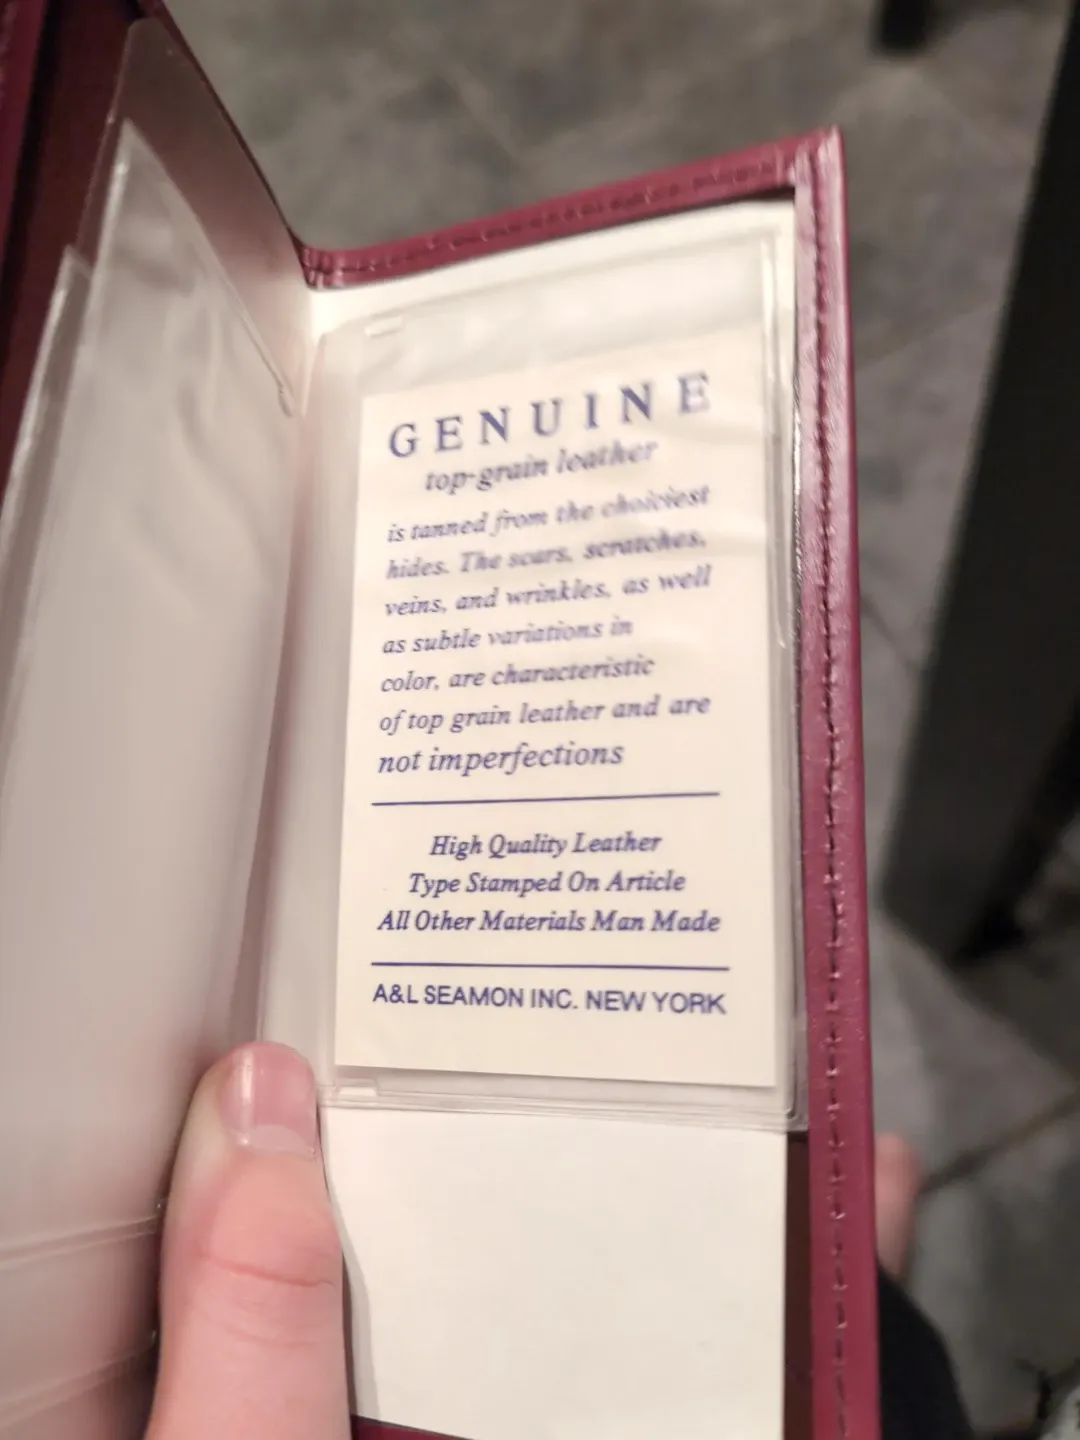 GENUINE
top-grain leather
is tanned from the choiciest
hides. The scars, scratches,
veins, and wrinkles, as well
as subtle variations in
color, are characteristic
of top grain leather and are
not imperfections
High Quality Leather
Type Stamped On Article
All Other Materials Man Made
A&L SEAMON INC. NEW YORK